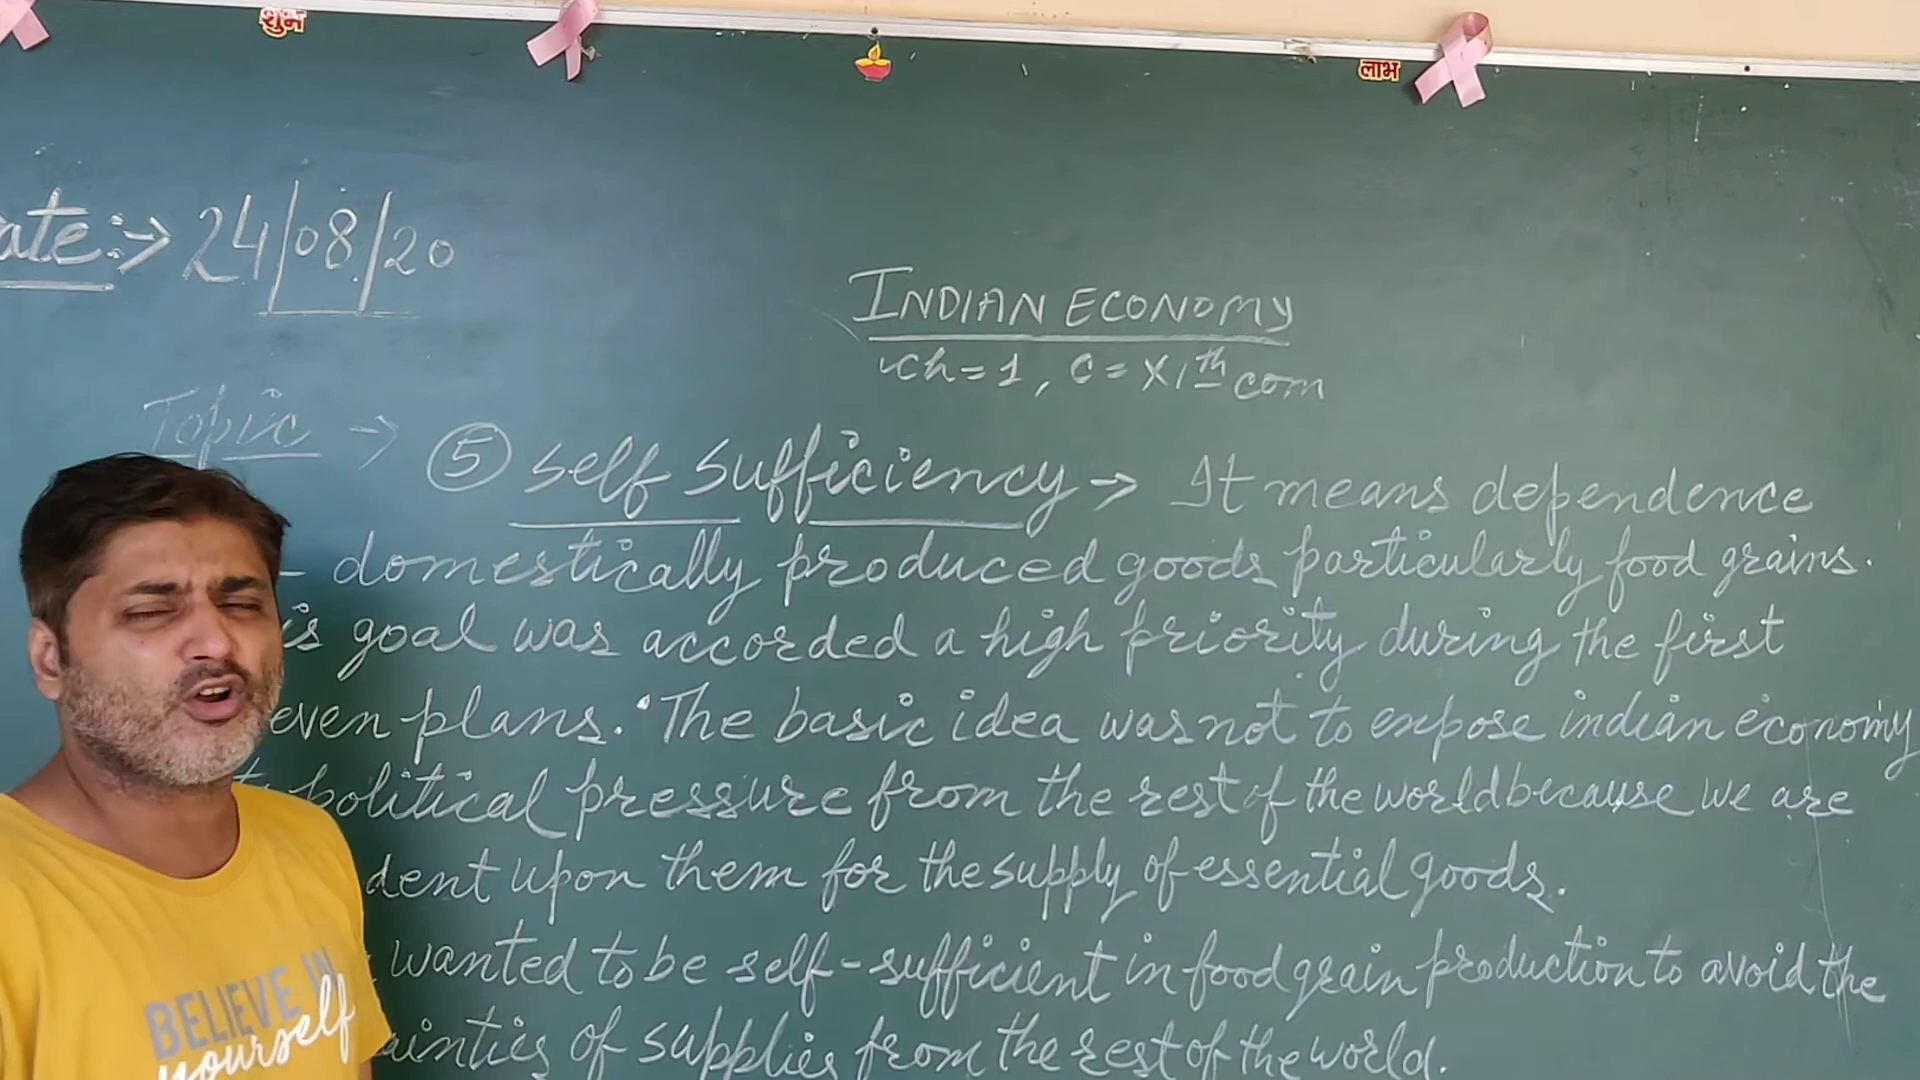 शुभ
लाभ
ate:→ 24/08/20
INDIAN ECONOMY
Ch=1, C=XIth com
Topic → ⑤ Self Sufficiency → It means dependence
- domestically produced goods particularly food grains.
is goal was accorded a high priority during the first
even plans. The basic idea was not to expose indian economy
political pressure from the rest of the world because we are
dent upon them for the supply of essential goods.
wanted to be self-sufficient in food grain production to avoid the
ainties of supplies from the rest of the world.
BELIEVE IN
yourself